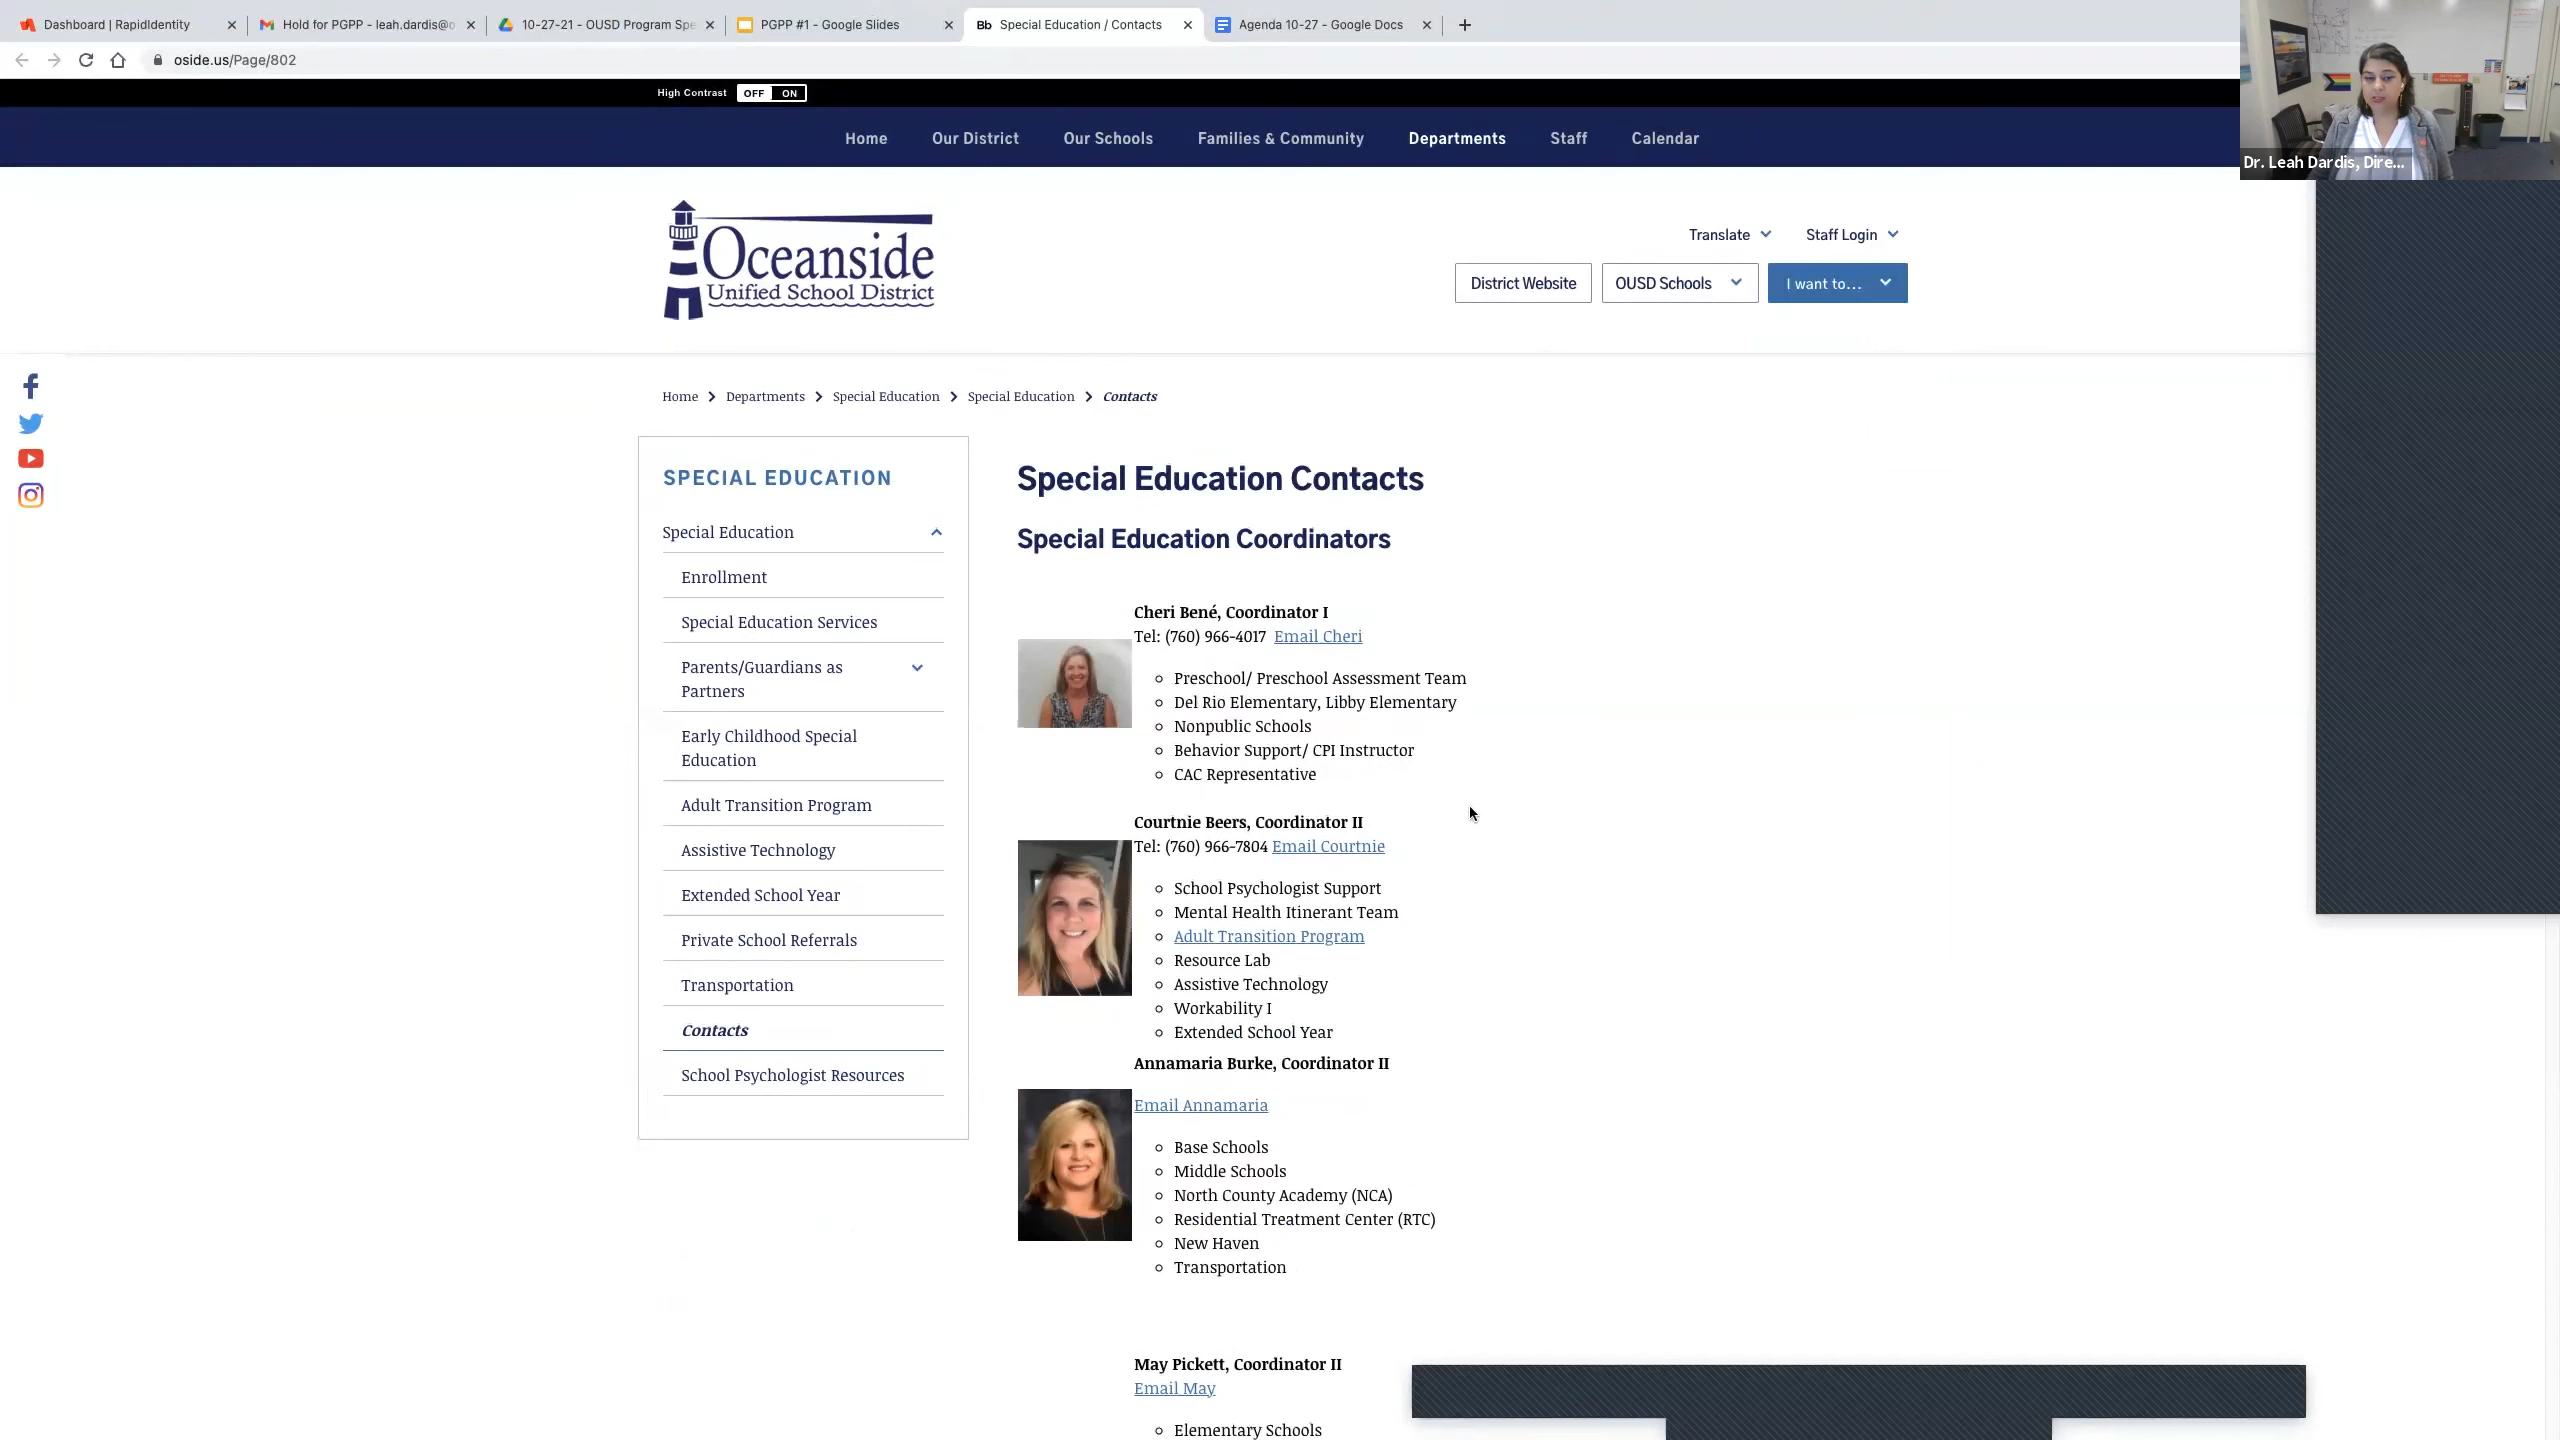 Dashboard | RapidIdentity
Hold for PGPP - leah.dardis@o
10-27-21 - OUSD Program Spe
PGPP #1 - Google Slides
Bb Special Education / Contacts
Agenda 10-27 - Google Docs
oside.us/Page/802
High Contrast OFF ON
Home Our District Our Schools Families & Community Departments Staff Calendar
Dr. Leah Dardis, Dire...
Oceanside
Unified School District
Translate Staff Login
District Website OUSD Schools I want to...
Home Departments Special Education Special Education Contacts
SPECIAL EDUCATION
Special Education
Enrollment
Special Education Services
Parents/Guardians as
Partners
Early Childhood Special
Education
Adult Transition Program
Assistive Technology
Extended School Year
Private School Referrals
Transportation
Contacts
School Psychologist Resources
Special Education Contacts
Special Education Coordinators
Cheri Bené, Coordinator I
Tel: (760) 966-4017 Email Cheri
Preschool/ Preschool Assessment Team
Del Rio Elementary, Libby Elementary
Nonpublic Schools
Behavior Support/ CPI Instructor
CAC Representative
Courtnie Beers, Coordinator II
Tel: (760) 966-7804 Email Courtnie
School Psychologist Support
Mental Health Itinerant Team
Adult Transition Program
Resource Lab
Assistive Technology
Workability I
Extended School Year
Annamaria Burke, Coordinator II
Email Annamaria
Base Schools
Middle Schools
North County Academy (NCA)
Residential Treatment Center (RTC)
New Haven
Transportation
May Pickett, Coordinator II
Email May
Elementary Schools